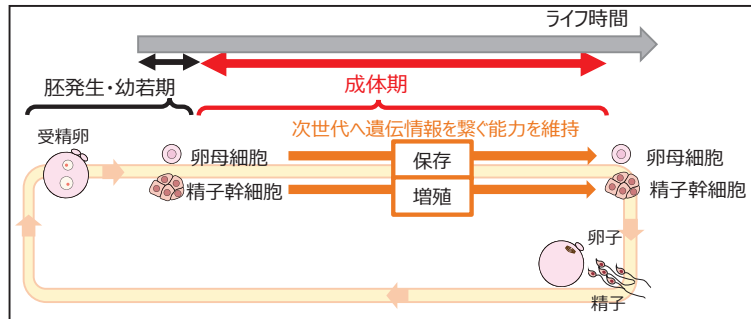 ライフ時間
胚発生・幼若期
成体期
受精卵
次世代へ遺伝情報を繋ぐ能力を維持
卵母細胞
保存
卵母細胞
精子幹細胞
増殖
精子幹細胞
卵子
精子